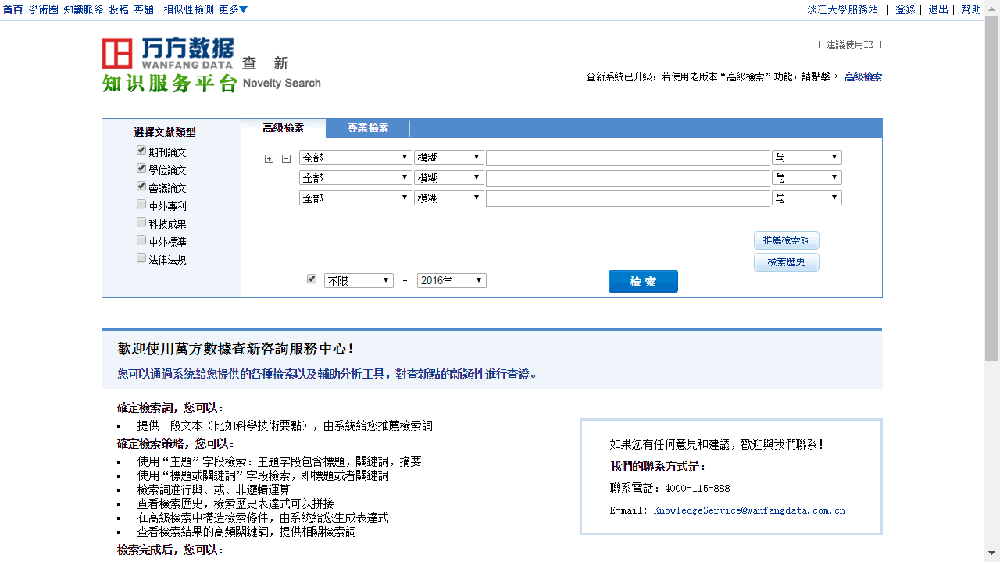 首頁 學術圈 知識脈絡 投稿 專題 相似性檢測 更多▼
淡江大學服務站 | 登錄 | 退出 | 幫助
万方数据
WANFANG DATA
知识服务平台
查 新
Novelty Search
[ 建議使用IE ]
查新系統已升級，若使用老版本“高級檢索”功能，請點擊→ 高級檢索
選擇文獻類型
期刊論文
學位論文
會議論文
中外專利
科技成果
中外標準
法律法規
高級檢索 專業檢索
全部 模糊 与
全部 模糊 与
全部 模糊 与
推薦檢索詞
檢索歷史
不限 - 2016年
檢 索
歡迎使用萬方數據查新咨詢服務中心！
您可以通過系統給您提供的各種檢索以及輔助分析工具，對查新點的新穎性進行查證。
確定檢索詞，您可以：
▪ 提供一段文本（比如科學技術要點），由系統給您推薦檢索詞
確定檢索策略，您可以：
▪ 使用“主題”字段檢索：主題字段包含標題，關鍵詞，摘要
▪ 使用“標題或關鍵詞”字段檢索，即標題或者關鍵詞
▪ 檢索詞進行與、或、非邏輯運算
▪ 查看檢索歷史，檢索歷史表達式可以拼接
▪ 在高級檢索中構造檢索條件，由系統給您生成表達式
▪ 查看檢索結果的高頻關鍵詞，提供相關檢索詞
檢索完成后，您可以：
如果您有任何意見和建議，歡迎與我們聯系！
我們的聯系方式是：
聯系電話：4000-115-888
E-mail: KnowledgeService@wanfangdata.com.cn